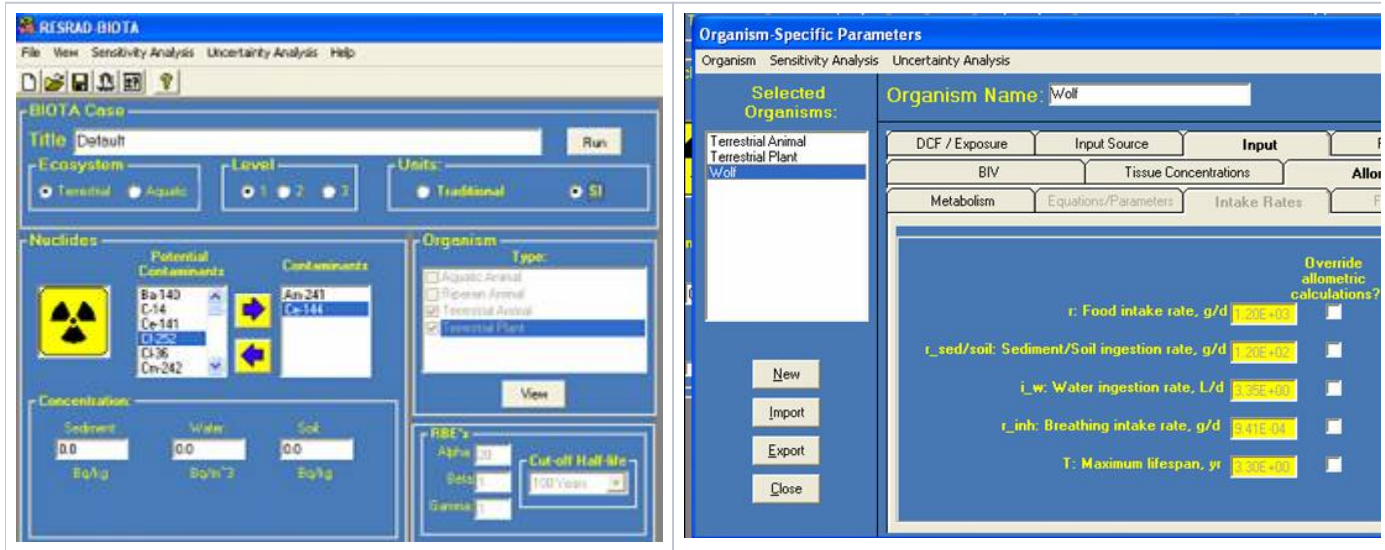 RESRAD-BIOTA
File View Sensitivity Analysis Uncertainty Analysis Help
BIOTA Case
Title Default Run
Ecosystem Level Units:
Terrestrial Aquatic 1 2 3 Traditional SI
Nuclides
Potential Contaminants
Contaminants
Ba-140
C-14
Ce-141
Cf-252
Cl-36
Cm-242
Am-241
Ce-144
Concentration:
Sediment Water Soil
0.0 0.0 0.0
Bq/kg Bq/m^3 Bq/kg
Organism
Type:
Aquatic Animal
Riparian Animal
Terrestrial Animal
Terrestrial Plant
View
RBE's
Alpha 20
Beta 1
Gamma 1
Cut-off Half-life
100 Years
Organism-Specific Parameters
Organism Sensitivity Analysis Uncertainty Analysis
Selected
Organisms:
Terrestrial Animal
Terrestrial Plant
Wolf
New
Import
Export
Close
Organism Name: Wolf
DCF / Exposure Input Source Input
BIV Tissue Concentrations
Metabolism Equations/Parameters Intake Rates
Override
allometric
calculations?
r: Food intake rate, g/d 1.20E+03
r_sed/soil: Sediment/Soil ingestion rate, g/d 1.20E+02
i_w: Water ingestion rate, L/d 3.35E+00
r_inh: Breathing intake rate, g/d 9.41E-04
T: Maximum lifespan, yr 3.30E+00